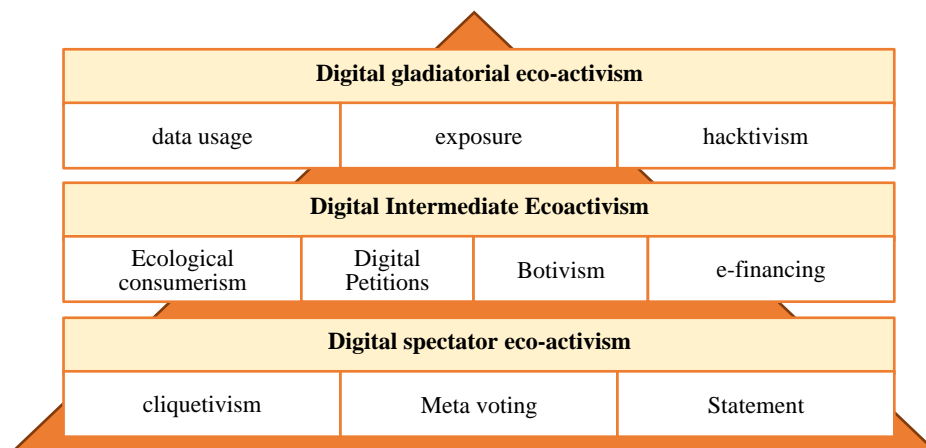 Digital gladiatorial eco-activism
data usage
exposure
hacktivism
Digital Intermediate Ecoactivism
Ecological
consumerism
Digital
Petitions
Botivism
e-financing
Digital spectator eco-activism
cliquetivism
Meta voting
Statement